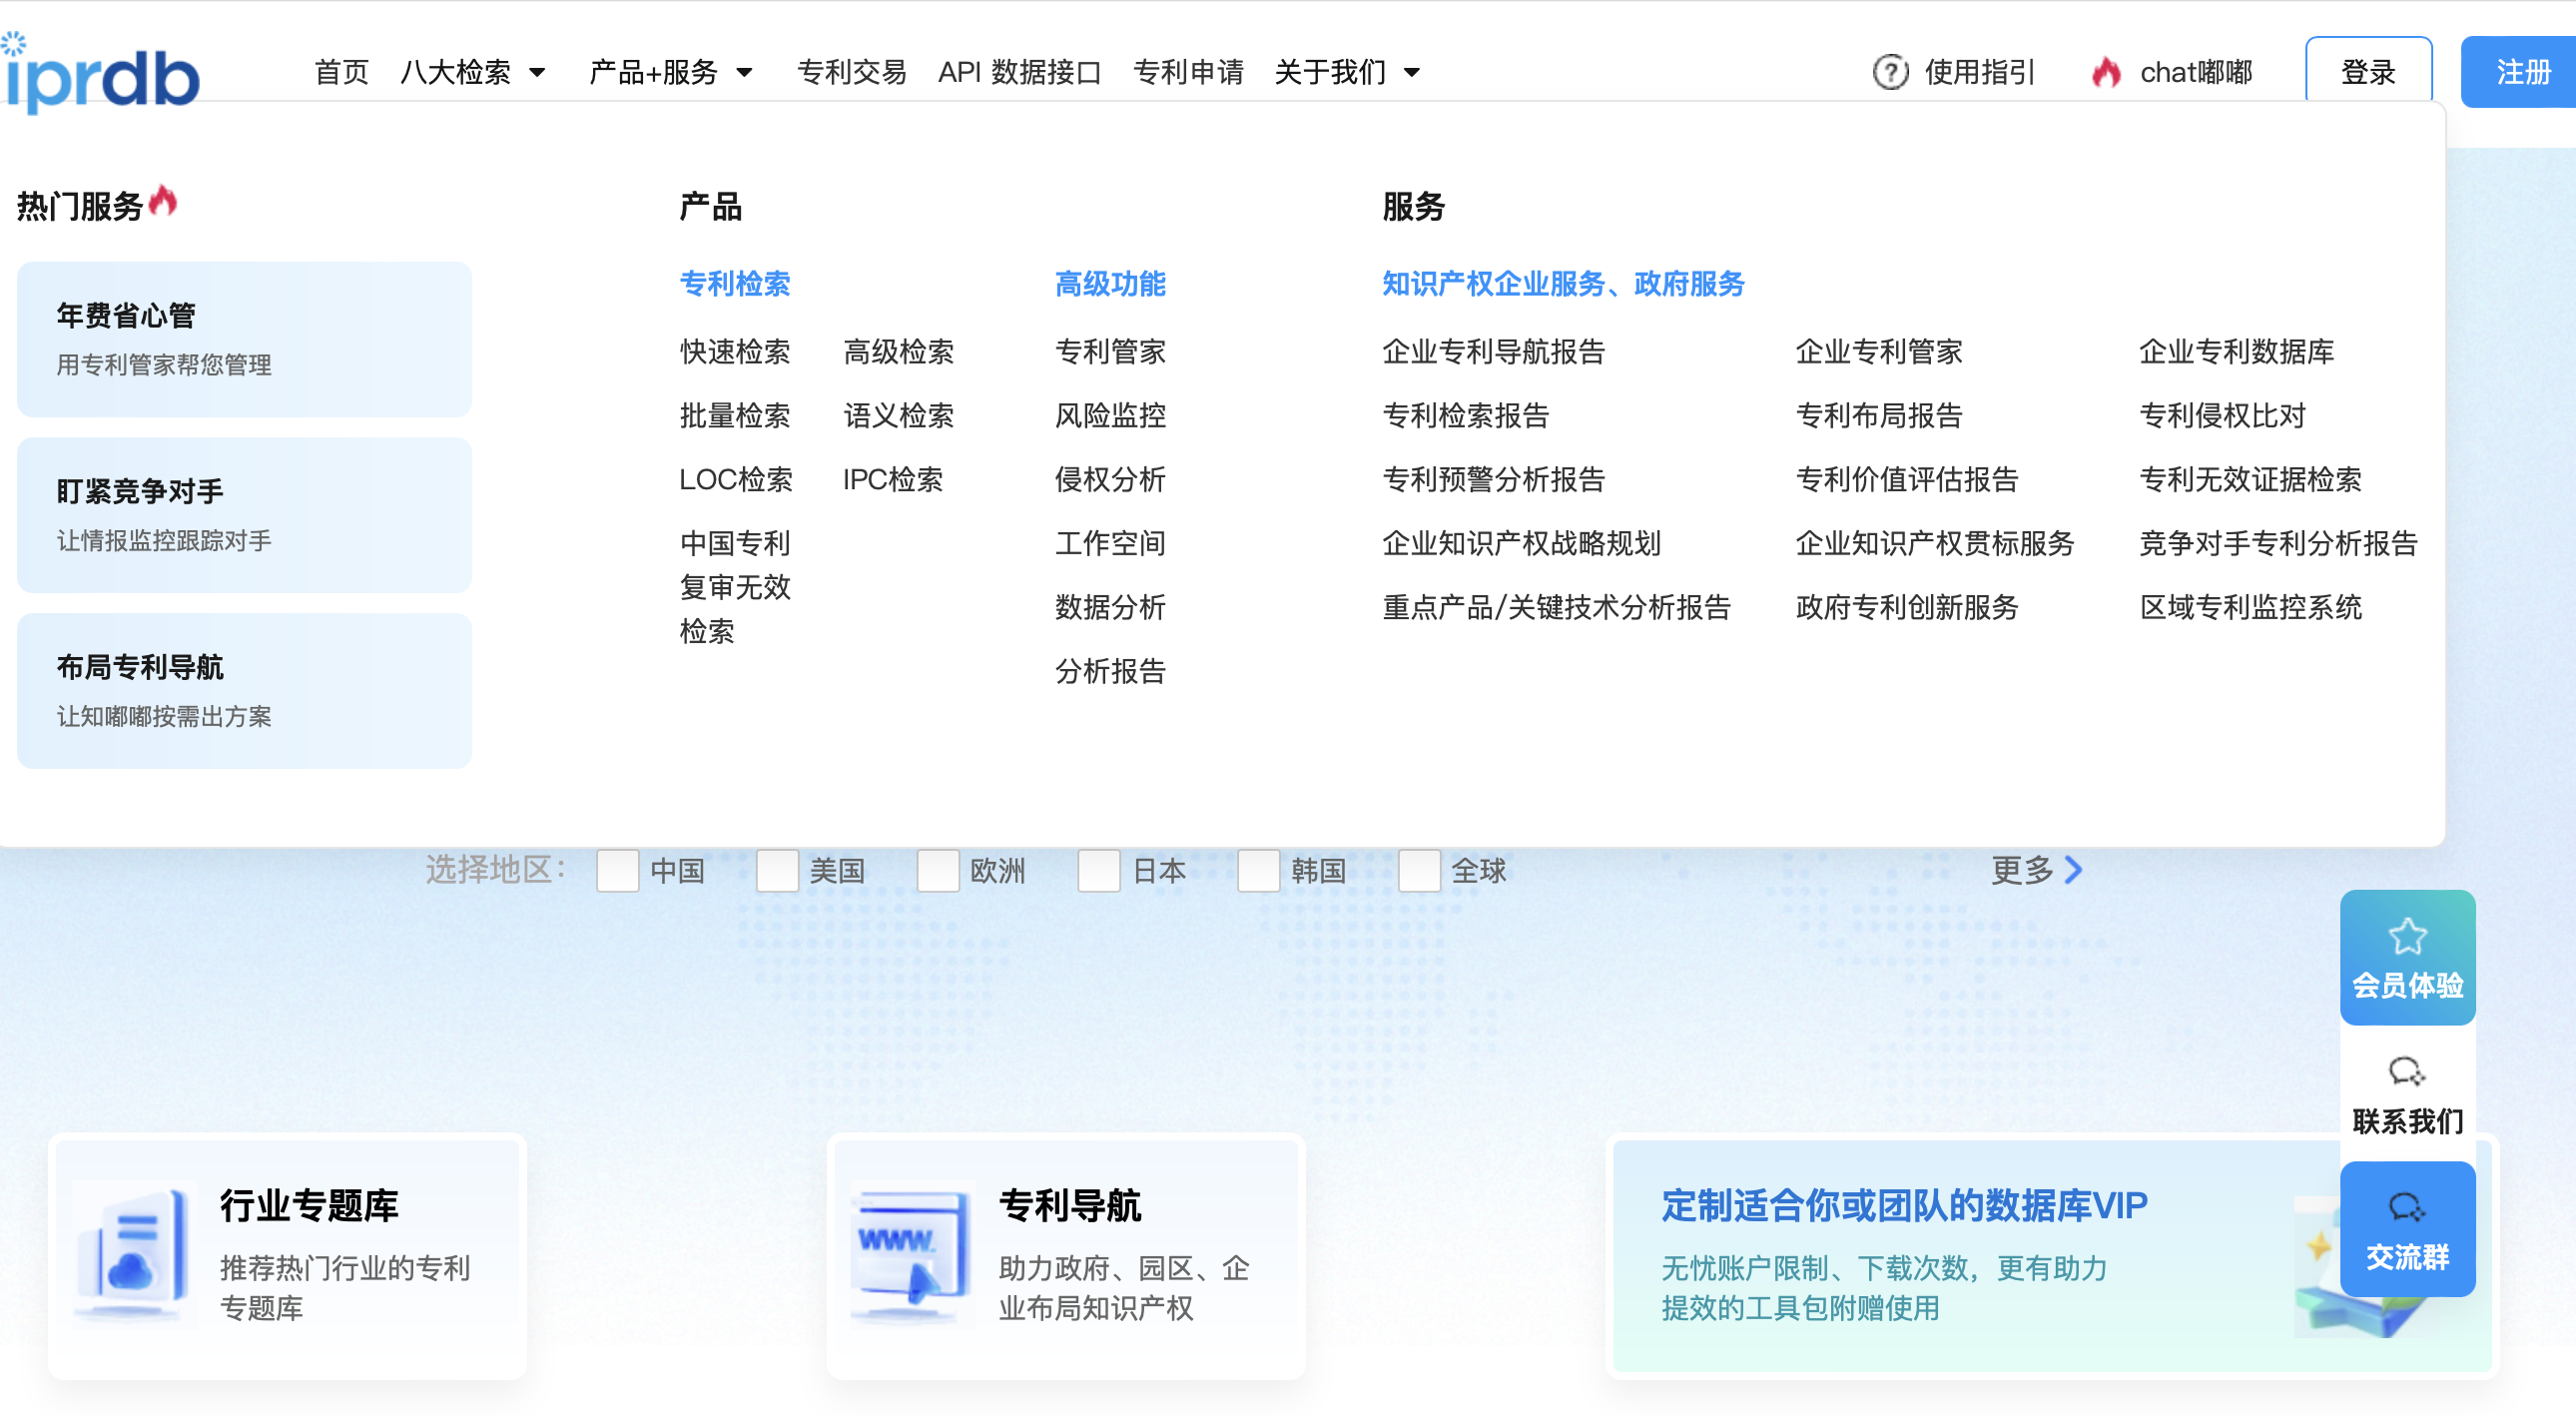 iprdb
首页 八大检索 产品+服务 专利交易 API 数据接口 专利申请 关于我们 使用指引 chat嘟嘟 登录 注册
热门服务
年费省心管
用专利管家帮您管理
盯紧竞争对手
让情报监控跟踪对手
布局专利导航
让知嘟嘟按需出方案
产品
专利检索
快速检索 高级检索
批量检索 语义检索
LOC检索 IPC检索
中国专利
复审无效
检索
高级功能
专利管家
风险监控
侵权分析
工作空间
数据分析
分析报告
服务
知识产权企业服务、政府服务
企业专利导航报告 企业专利管家 企业专利数据库
专利检索报告 专利布局报告 专利侵权比对
专利预警分析报告 专利价值评估报告 专利无效证据检索
企业知识产权战略规划 企业知识产权贯标服务 竞争对手专利分析报告
重点产品/关键技术分析报告 政府专利创新服务 区域专利监控系统
选择地区： 中国 美国 欧洲 日本 韩国 全球 更多
会员体验
联系我们
交流群
行业专题库
推荐热门行业的专利
专题库
www.
专利导航
助力政府、园区、企
业布局知识产权
定制适合你或团队的数据库VIP
无忧账户限制、下载次数，更有助力
提效的工具包附赠使用